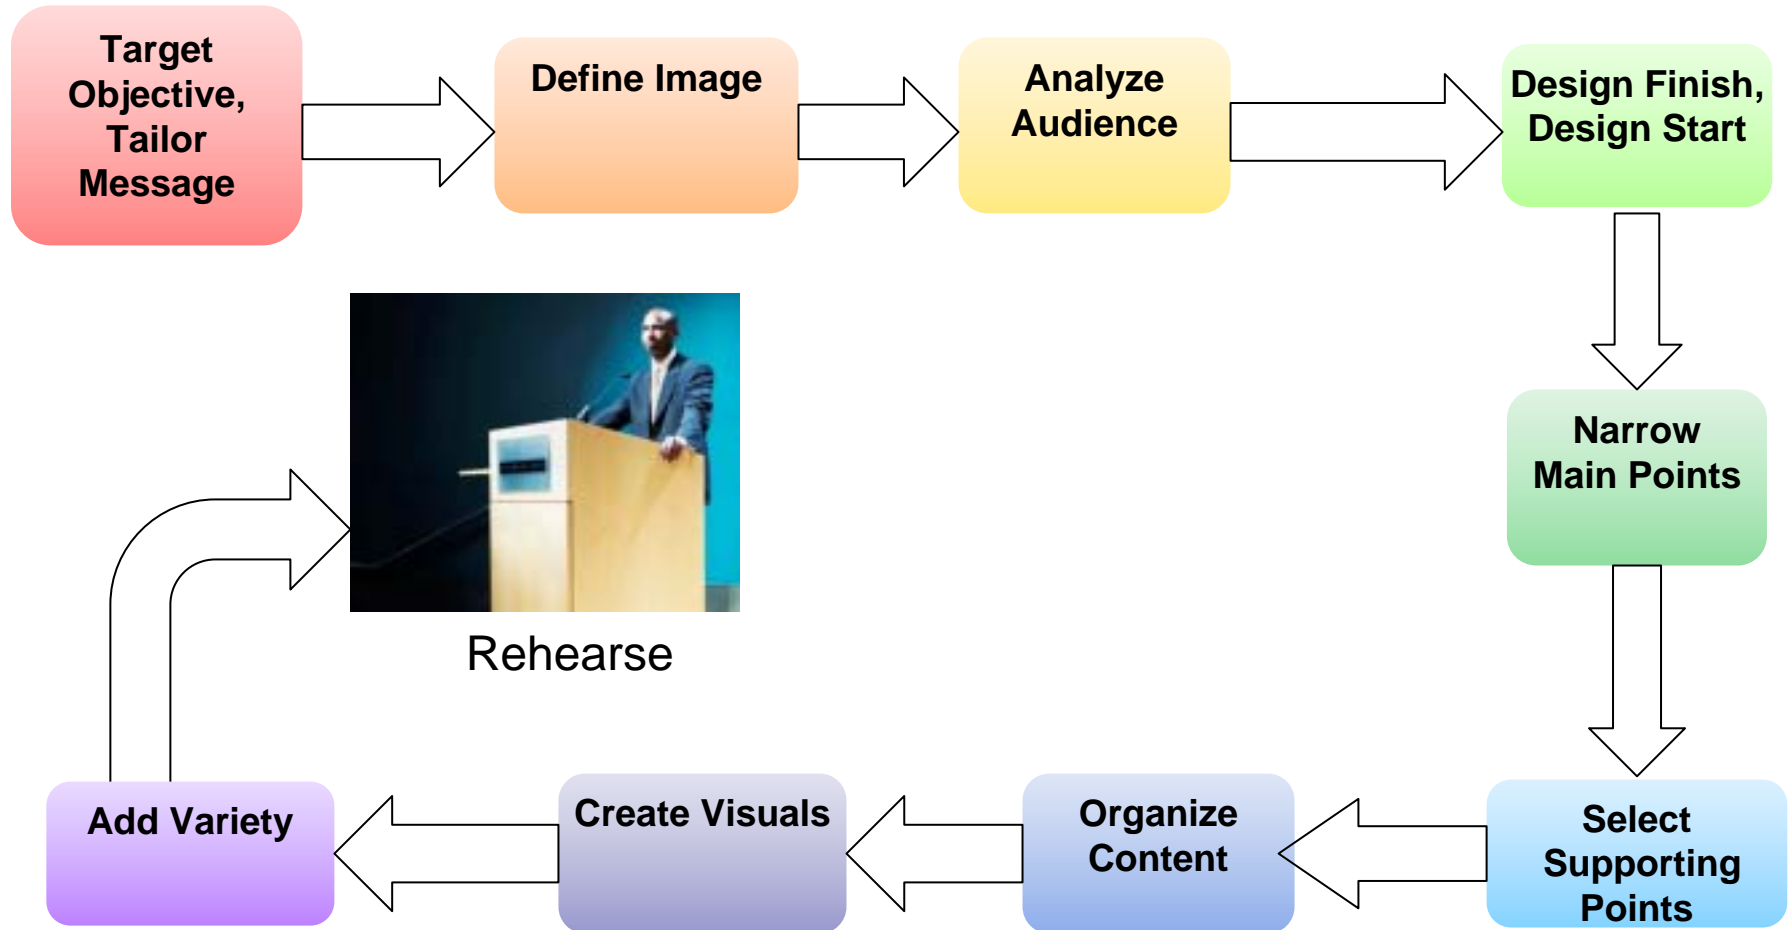 Target
Objective,
Tailor
Message
Define Image
Analyze
Audience
Design Finish,
Design Start
Narrow
Main Points
Select
Supporting
Points
Organize
Content
Create Visuals
Add Variety
Rehearse